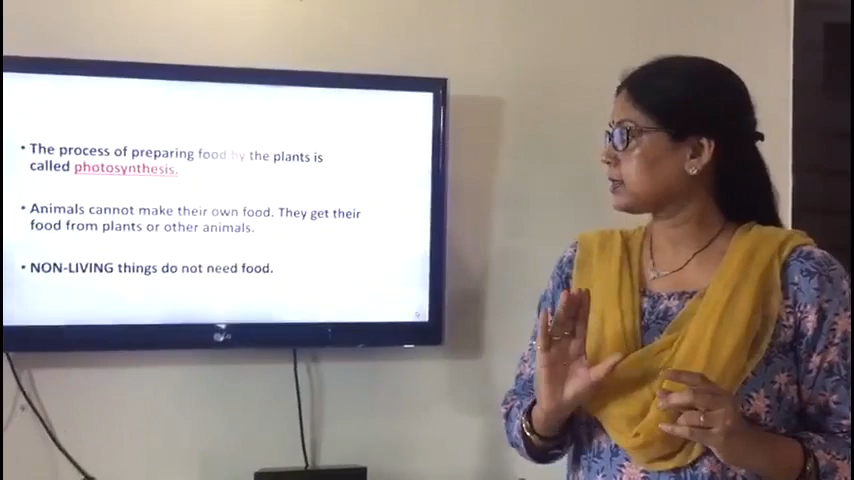 • The process of preparing food by the plants is
called photosynthesis.
• Animals cannot make their own food. They get their
food from plants or other animals.
• NON-LIVING things do not need food.
LG